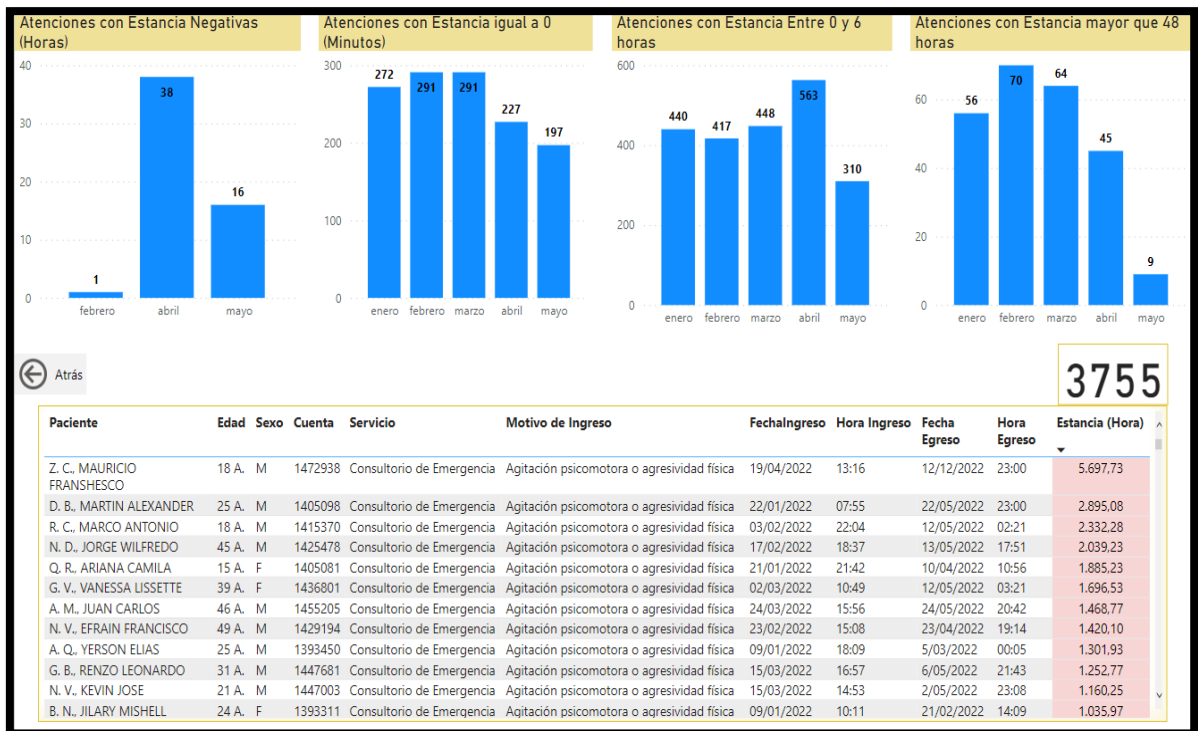 Atenciones con Estancia Negativas
(Horas)
40
30
20
10
0
1
38
16
febrero abril mayo
Atenciones con Estancia igual a 0
(Minutos)
300
200
100
0
272
291
291
227
197
enero febrero marzo abril mayo
Atenciones con Estancia Entre 0 y 6
horas
600
400
200
0
440
417
448
563
310
enero febrero marzo abril mayo
Atenciones con Estancia mayor que 48
horas
60
40
20
0
56
70
64
45
9
enero febrero marzo abril mayo
Atrás
3755
Paciente Edad Sexo Cuenta Servicio Motivo de Ingreso FechaIngreso Hora Ingreso Fecha Egreso Hora Egreso Estancia (Hora)
Z. C., MAURICIO FRANSHESCO 18 A. M 1472938 Consultorio de Emergencia Agitación psicomotora o agresividad física 19/04/2022 13:16 12/12/2022 23:00 5.697,73
D. B., MARTIN ALEXANDER 25 A. M 1405098 Consultorio de Emergencia Agitación psicomotora o agresividad física 22/01/2022 07:55 22/05/2022 23:00 2.895,08
R. C., MARCO ANTONIO 18 A. M 1415370 Consultorio de Emergencia Agitación psicomotora o agresividad física 03/02/2022 22:04 12/05/2022 02:21 2.332,28
N. D., JORGE WILFREDO 45 A. M 1425478 Consultorio de Emergencia Agitación psicomotora o agresividad física 17/02/2022 18:37 13/05/2022 17:51 2.039,23
Q. R., ARIANA CAMILA 15 A. F 1405081 Consultorio de Emergencia Agitación psicomotora o agresividad física 21/01/2022 21:42 10/04/2022 10:56 1.885,23
G. V., VANESSA LISSETTE 39 A. F 1436801 Consultorio de Emergencia Agitación psicomotora o agresividad física 02/03/2022 10:49 12/05/2022 03:21 1.696,53
A. M., JUAN CARLOS 46 A. M 1455205 Consultorio de Emergencia Agitación psicomotora o agresividad física 24/03/2022 15:56 24/05/2022 20:42 1.468,77
N. V., EFRAIN FRANCISCO 49 A. M 1429194 Consultorio de Emergencia Agitación psicomotora o agresividad física 23/02/2022 15:08 23/04/2022 19:14 1.420,10
A. Q., YERSON ELIAS 25 A. M 1393450 Consultorio de Emergencia Agitación psicomotora o agresividad física 09/01/2022 18:09 5/03/2022 00:05 1.301,93
G. B., RENZO LEONARDO 31 A. M 1447681 Consultorio de Emergencia Agitación psicomotora o agresividad física 15/03/2022 16:57 6/05/2022 21:43 1.252,77
N. V., KEVIN JOSE 21 A. M 1447003 Consultorio de Emergencia Agitación psicomotora o agresividad física 15/03/2022 14:53 2/05/2022 23:08 1.160,25
B. N., JILARY MISHELL 24 A. F 1393311 Consultorio de Emergencia Agitación psicomotora o agresividad física 09/01/2022 10:11 21/02/2022 14:09 1.035,97